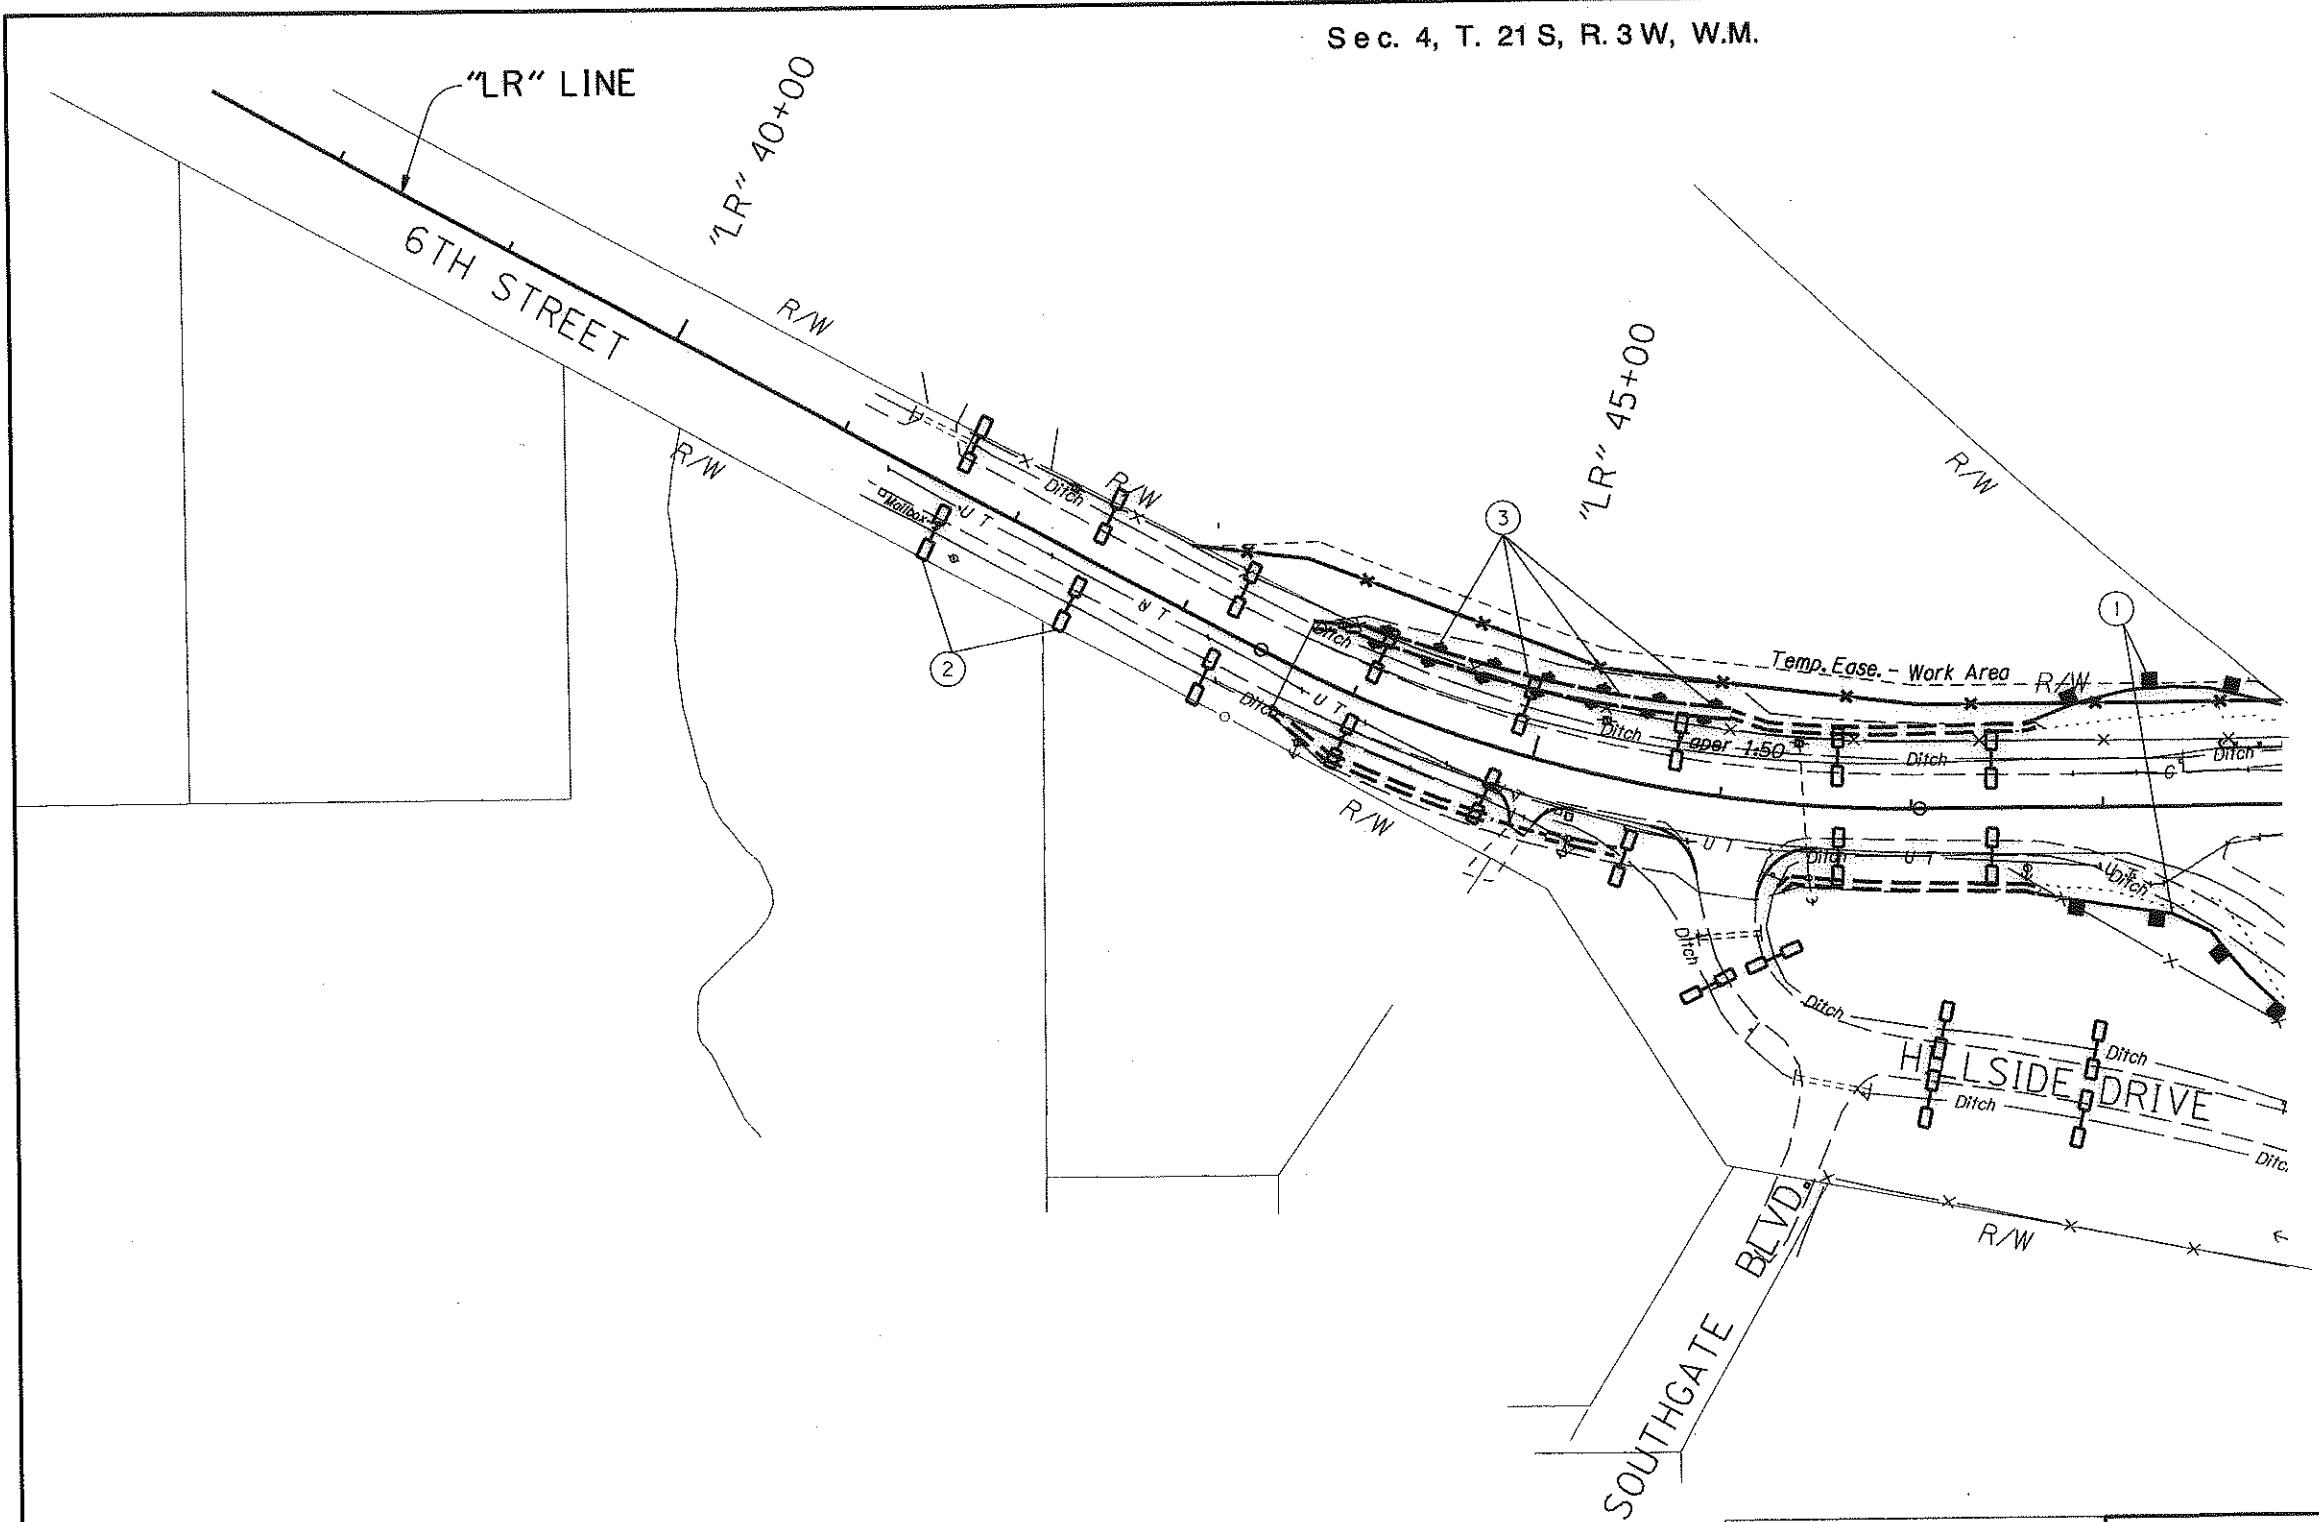 Sec. 4, T. 21 S, R. 3 W, W.M.
"LR" LINE
"LR" 40+00
6TH STREET
R/W
R/W
"LR" 45+00
R/W
Ditch
R/W
3
Mailbox
U T
1
2
Ditch
Temp. Ease. - Work Area
R/W
Ditch
U T
Ditch
aper 1:50
Ditch
Ditch
R/W
U T
Ditch
U T
Ditch
Ditch
Ditch
HILLSIDE DRIVE
Ditch
Ditch
Ditc
SOUTHGATE BLVD.
R/W